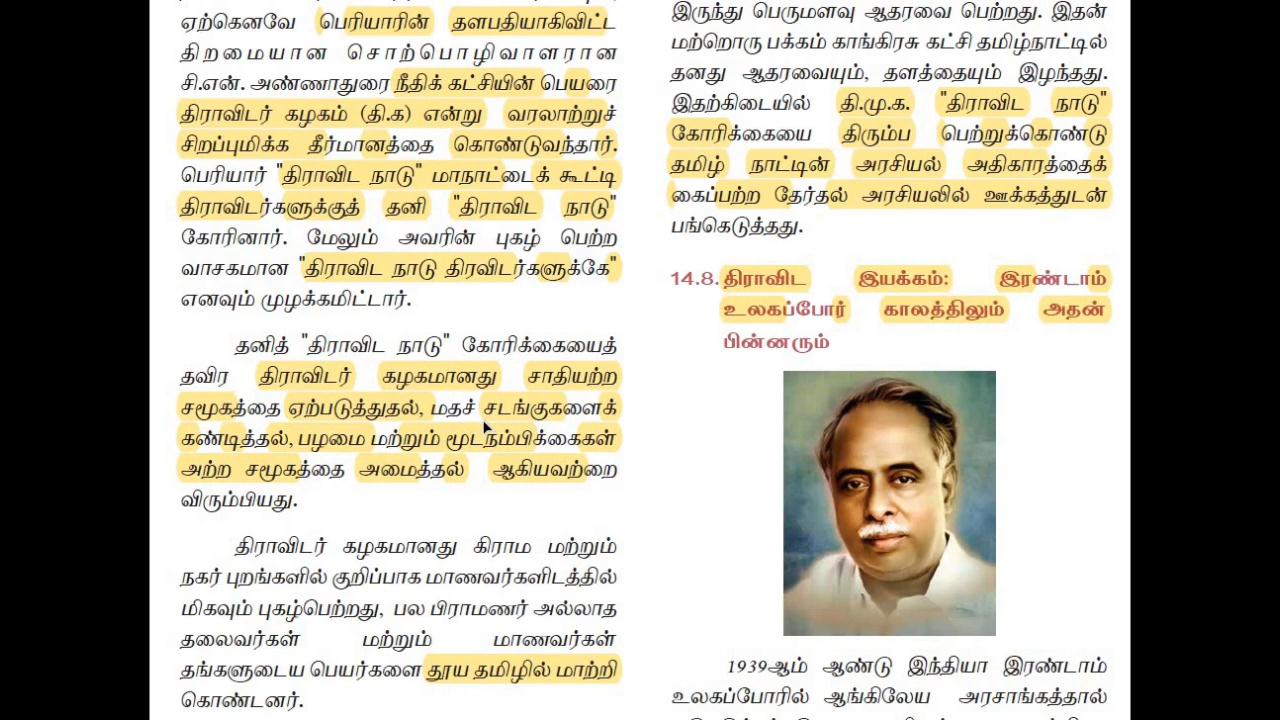 ஏற்கெனவே பெரியாரின் தளபதியாகிவிட்ட
திறமையான சொற்பொழிவாளரான
சி.என். அண்ணாதுரை நீதிக் கட்சியின் பெயரை
திராவிடர் கழகம் (தி.க) என்று வரலாற்றுச்
சிறப்புமிக்க தீர்மானத்தை கொண்டுவந்தார்.
பெரியார் "திராவிட நாடு" மாநாட்டைக் கூட்டி
திராவிடர்களுக்குத் தனி "திராவிட நாடு"
கோரினார். மேலும் அவரின் புகழ் பெற்ற
வாசகமான "திராவிட நாடு திரவிடர்களுக்கே"
எனவும் முழக்கமிட்டார்.
தனித் "திராவிட நாடு" கோரிக்கையைத்
தவிர திராவிடர் கழகமானது சாதியற்ற
சமூகத்தை ஏற்படுத்துதல், மதச் சடங்குகளைக்
கண்டித்தல், பழமை மற்றும் மூடநம்பிக்கைகள்
அற்ற சமூகத்தை அமைத்தல் ஆகியவற்றை
விரும்பியது.
திராவிடர் கழகமானது கிராம மற்றும்
நகர் புறங்களில் குறிப்பாக மாணவர்களிடத்தில்
மிகவும் புகழ்பெற்றது, பல பிராமணர் அல்லாத
தலைவர்கள் மற்றும் மாணவர்கள்
தங்களுடைய பெயர்களை தூய தமிழில் மாற்றி
கொண்டனர்.
இருந்து பெருமளவு ஆதரவை பெற்றது. இதன்
மற்றொரு பக்கம் காங்கிரசு கட்சி தமிழ்நாட்டில்
தனது ஆதரவையும், தளத்தையும் இழந்தது.
இதற்கிடையில் தி.மு.க. "திராவிட நாடு"
கோரிக்கையை திரும்ப பெற்றுக்கொண்டு
தமிழ் நாட்டின் அரசியல் அதிகாரத்தைக்
கைப்பற்ற தேர்தல் அரசியலில் ஊக்கத்துடன்
பங்கெடுத்தது.
14.8. திராவிட இயக்கம்: இரண்டாம்
உலகப்போர் காலத்திலும் அதன்
பின்னரும்
1939ஆம் ஆண்டு இந்தியா இரண்டாம்
உலகப்போரில் ஆங்கிலேய அரசாங்கத்தால்